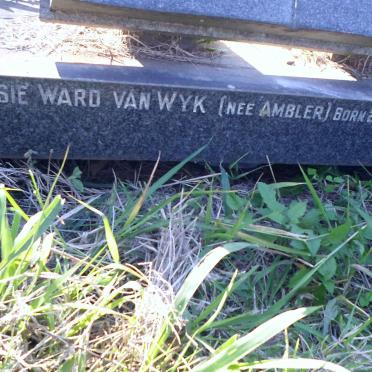 SIE WARD VAN WYK (NEE AMBLER) BORN